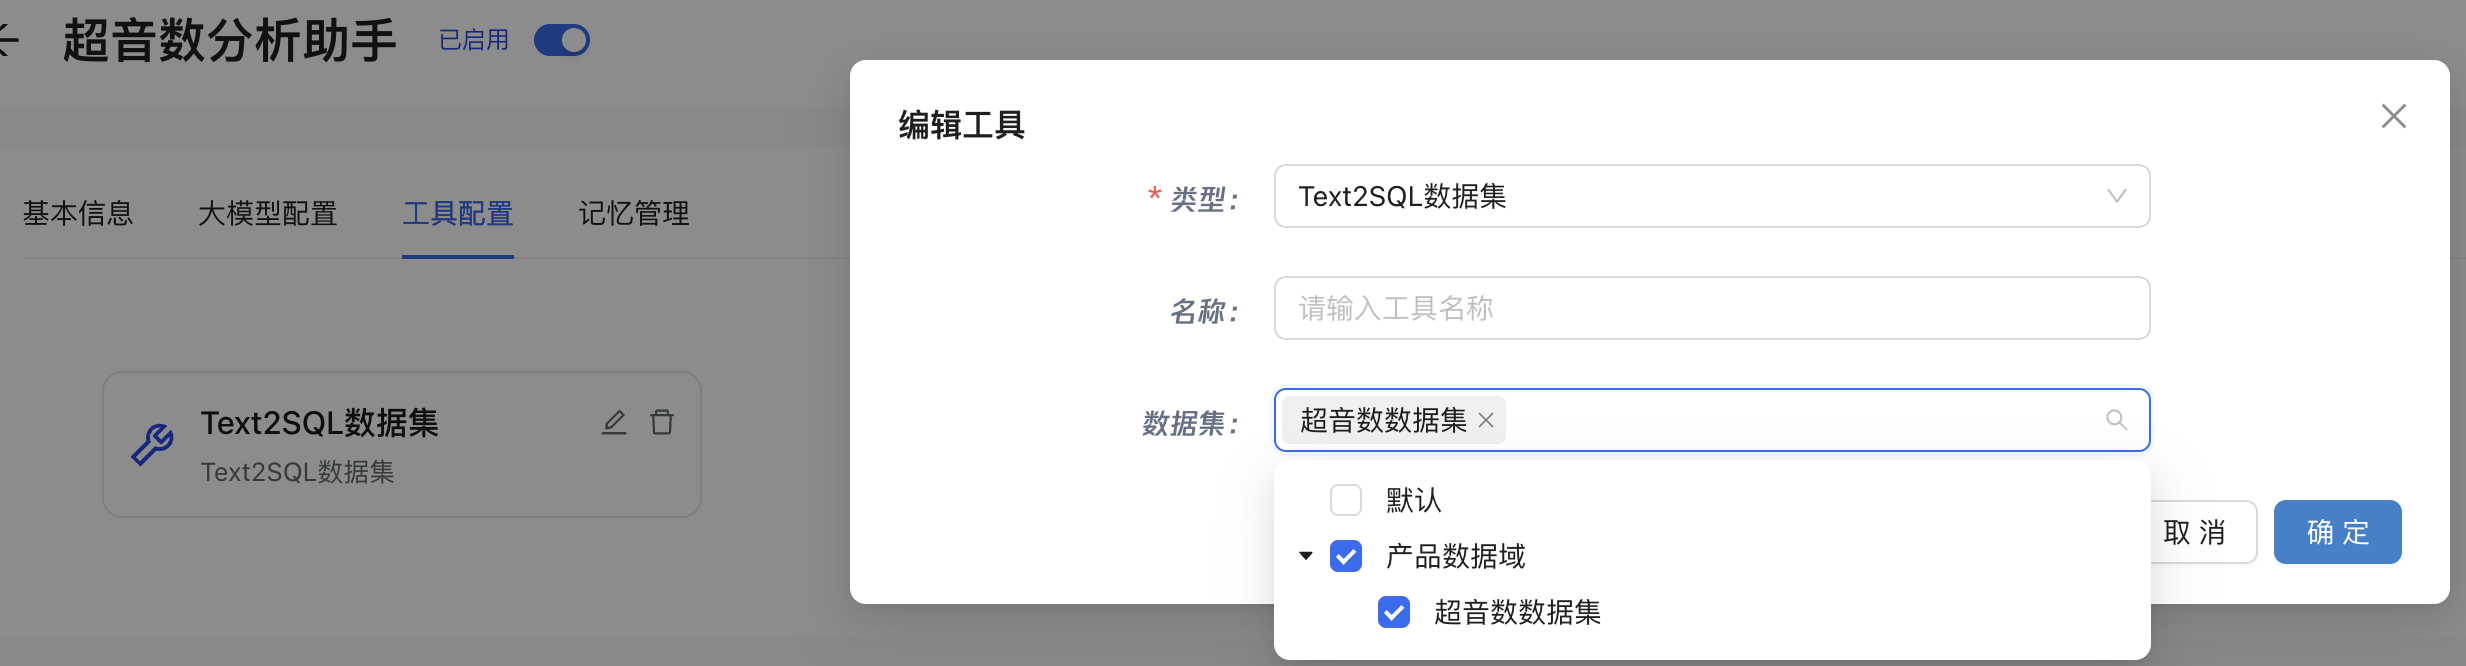 超音数分析助手 已启用
基本信息 大模型配置 工具配置 记忆管理
Text2SQL数据集
Text2SQL数据集
编辑工具
* 类型: Text2SQL数据集
名称: 请输入工具名称
数据集: 超音数数据集
默认
产品数据域
超音数数据集
取 消 确 定